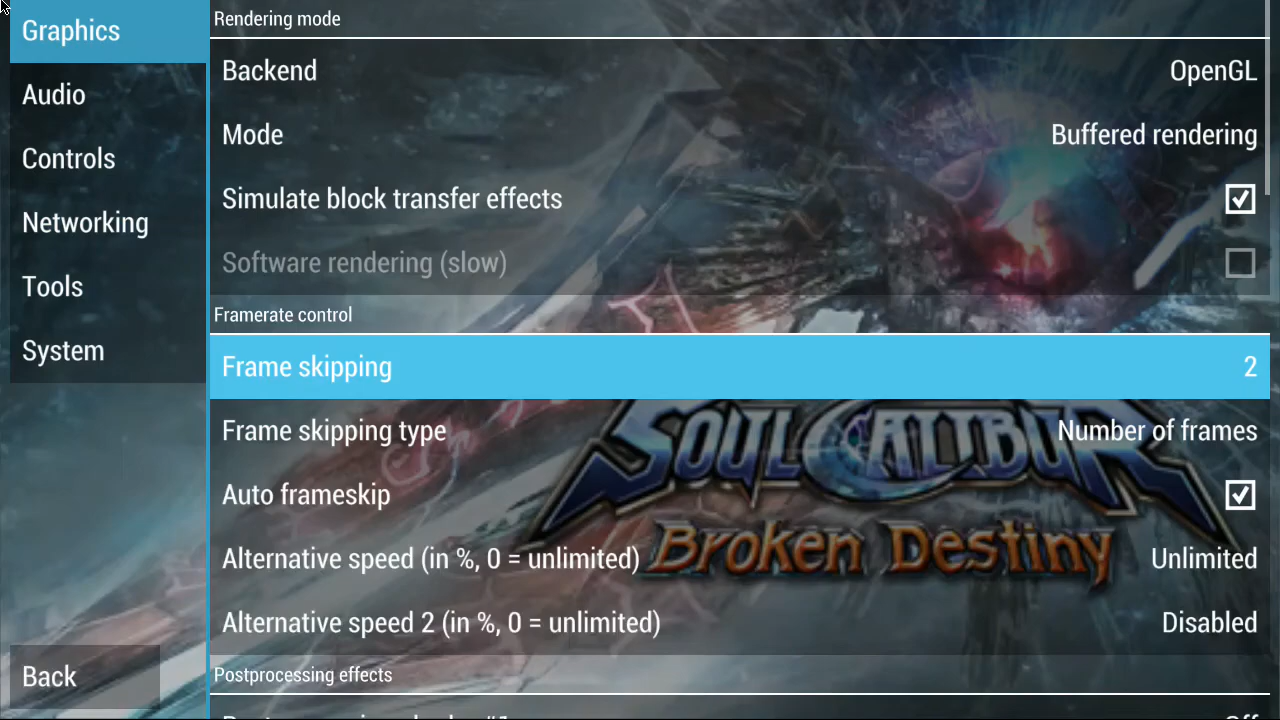 Graphics
Audio
Controls
Networking
Tools
System
Back
Rendering mode
Backend OpenGL
Mode Buffered rendering
Simulate block transfer effects
Software rendering (slow)
Framerate control
Frame skipping 2
Frame skipping type Number of frames
Auto frameskip
Alternative speed (in %, 0 = unlimited) Unlimited
Alternative speed 2 (in %, 0 = unlimited) Disabled
SOULCALIBUR
Broken Destiny
Postprocessing effects